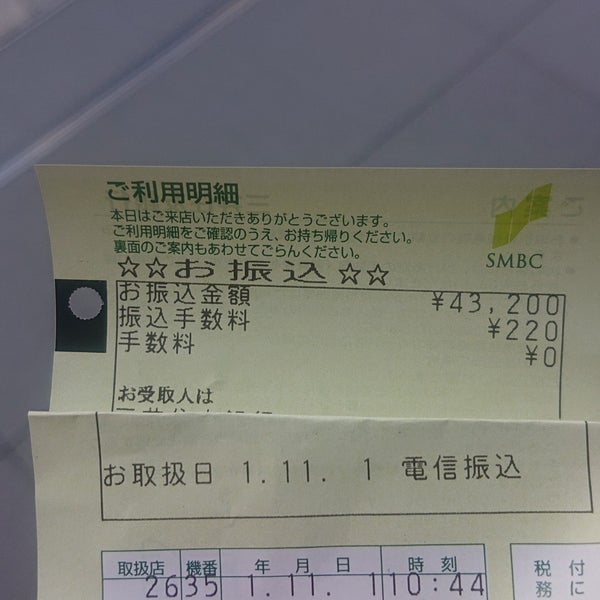 ご利用明細
本日はご来店いただきありがとうございます。
ご利用明細をご確認のうえ、お持ち帰りください。
裏面のご案内もあわせてごらんください。
SMBC
☆☆お振込☆☆
お振込金額 ¥43,200
振込手数料 ¥220
手数料 ¥0
お受取人は
お取扱日 1.11. 1 電信振込
取扱店 機番 年 月 日 時 刻
2635 1.11. 110:44
税 付
務 に